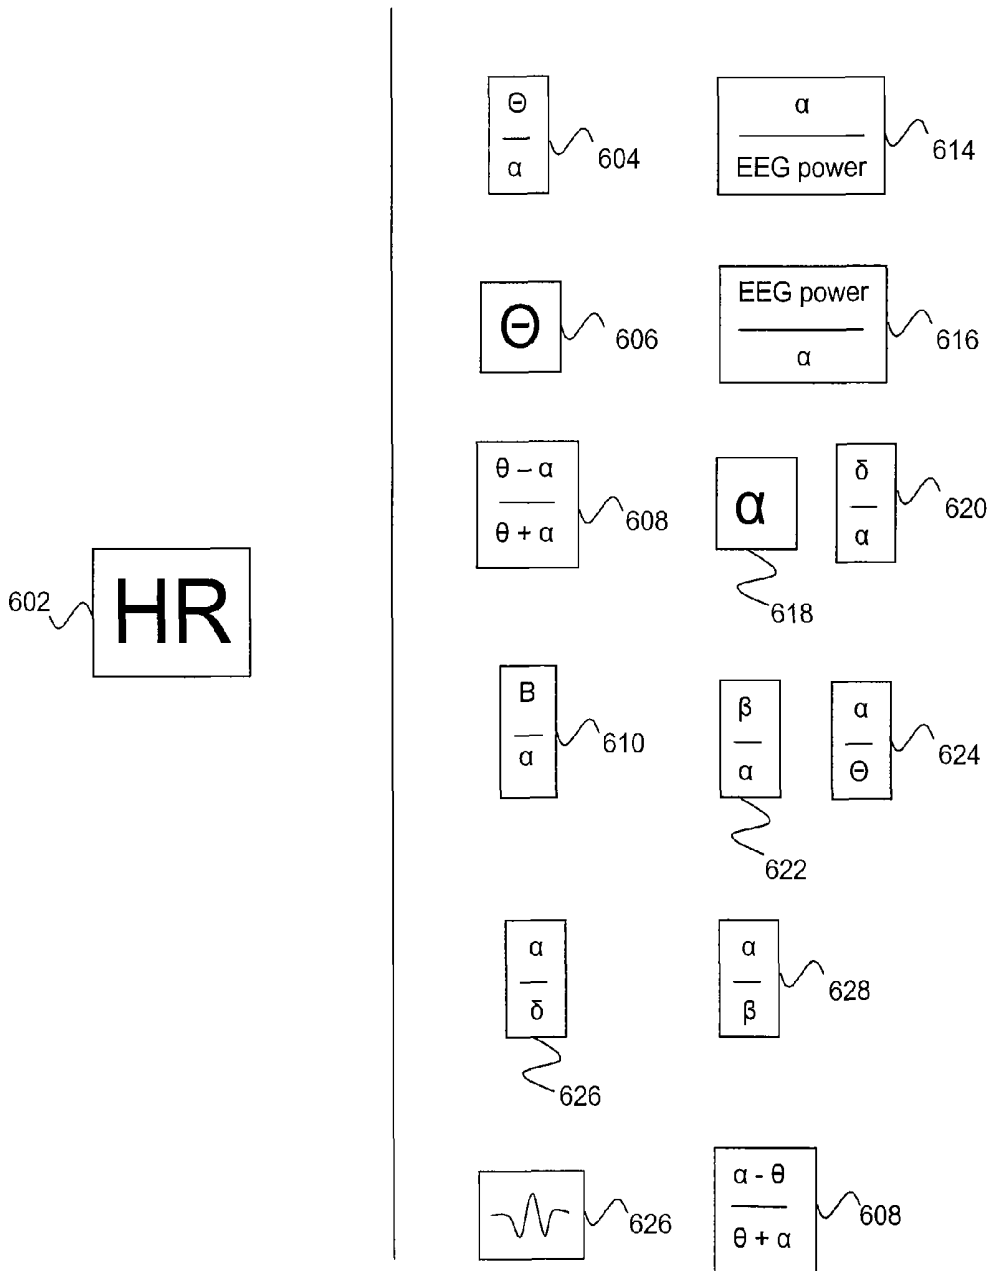 Θ
α
604
α
EEG power
614
Θ
606
EEG power
α
616
θ – α
θ + α
608
α
618
δ
α
620
602
HR
B
α
610
β
α
622
α
Θ
624
α
δ
626
α
β
628
626
α - θ
θ + α
608